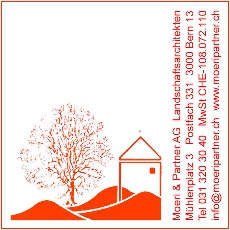 Moeri & Partner AG Landschaftsarchitekten
Mühlenplatz 3 Postfach 331 3000 Bern 13
Tel 031 320 30 40 MwSt CHE-108.072.110
info@moeripartner.ch www.moeripartner.ch